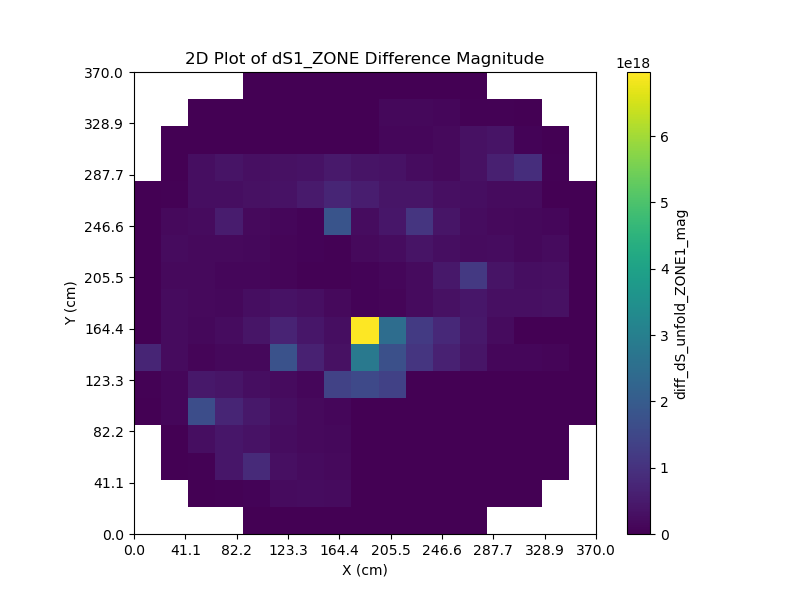 2D Plot of dS1_ZONE Difference Magnitude
1e18
370.0
328.9
287.7
246.6
205.5
164.4
123.3
82.2
41.1
0.0
Y (cm)
0.0 41.1 82.2 123.3 164.4 205.5 246.6 287.7 328.9 370.0
X (cm)
6
5
4
3
2
1
0
diff_dS_unfold_ZONE1_mag